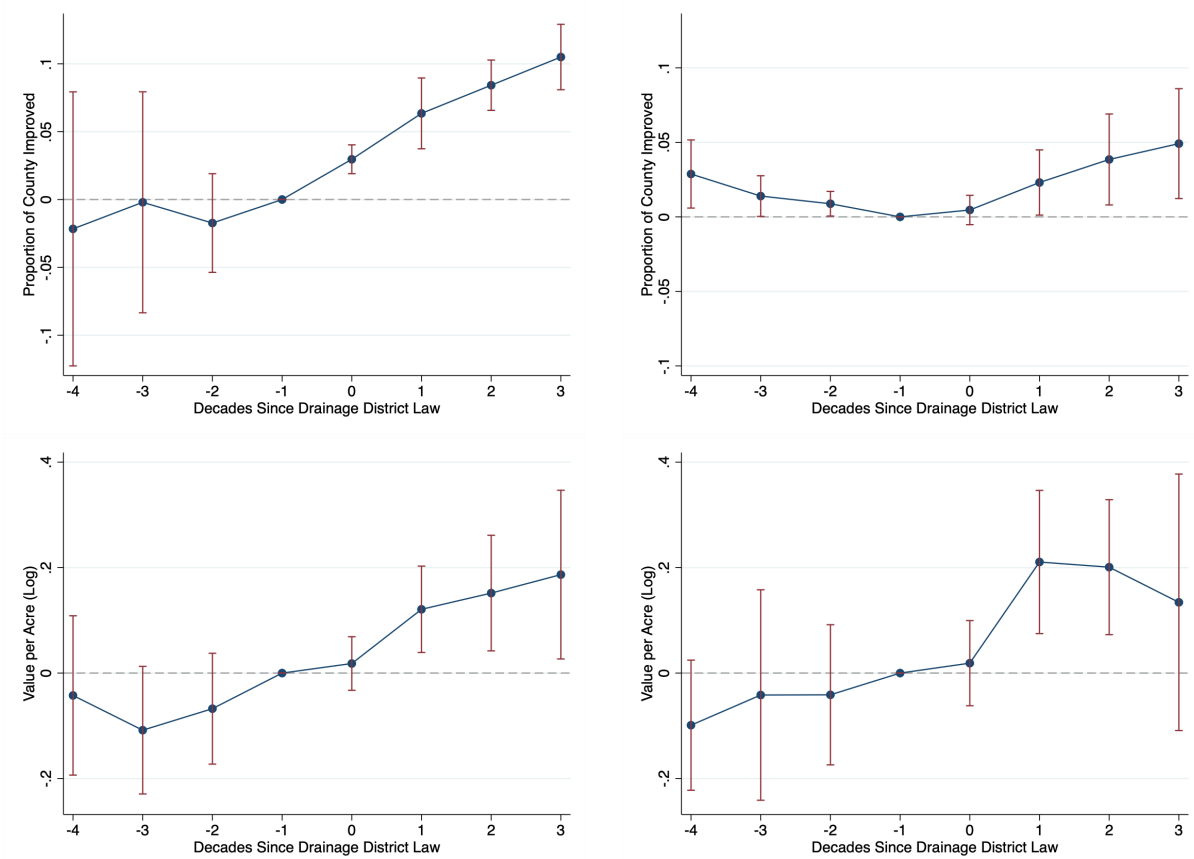 Proportion of County Improved
.1
.05
0
-.05
-.1
-4 -3 -2 -1 0 1 2 3
Decades Since Drainage District Law
Proportion of County Improved
.1
.05
0
-.05
-.1
-4 -3 -2 -1 0 1 2 3
Decades Since Drainage District Law
Value per Acre (Log)
.4
.2
0
-.2
-4 -3 -2 -1 0 1 2 3
Decades Since Drainage District Law
Value per Acre (Log)
.4
.2
0
-.2
-4 -3 -2 -1 0 1 2 3
Decades Since Drainage District Law